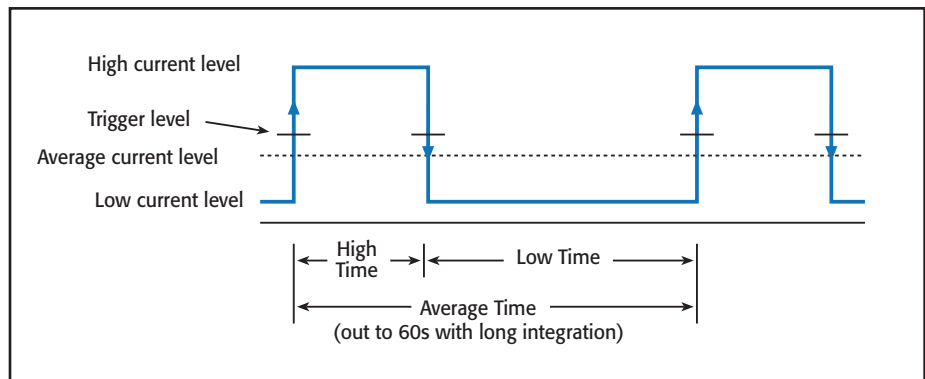 High current level
Trigger level
Average current level
Low current level
High
Time
Low Time
Average Time
(out to 60s with long integration)